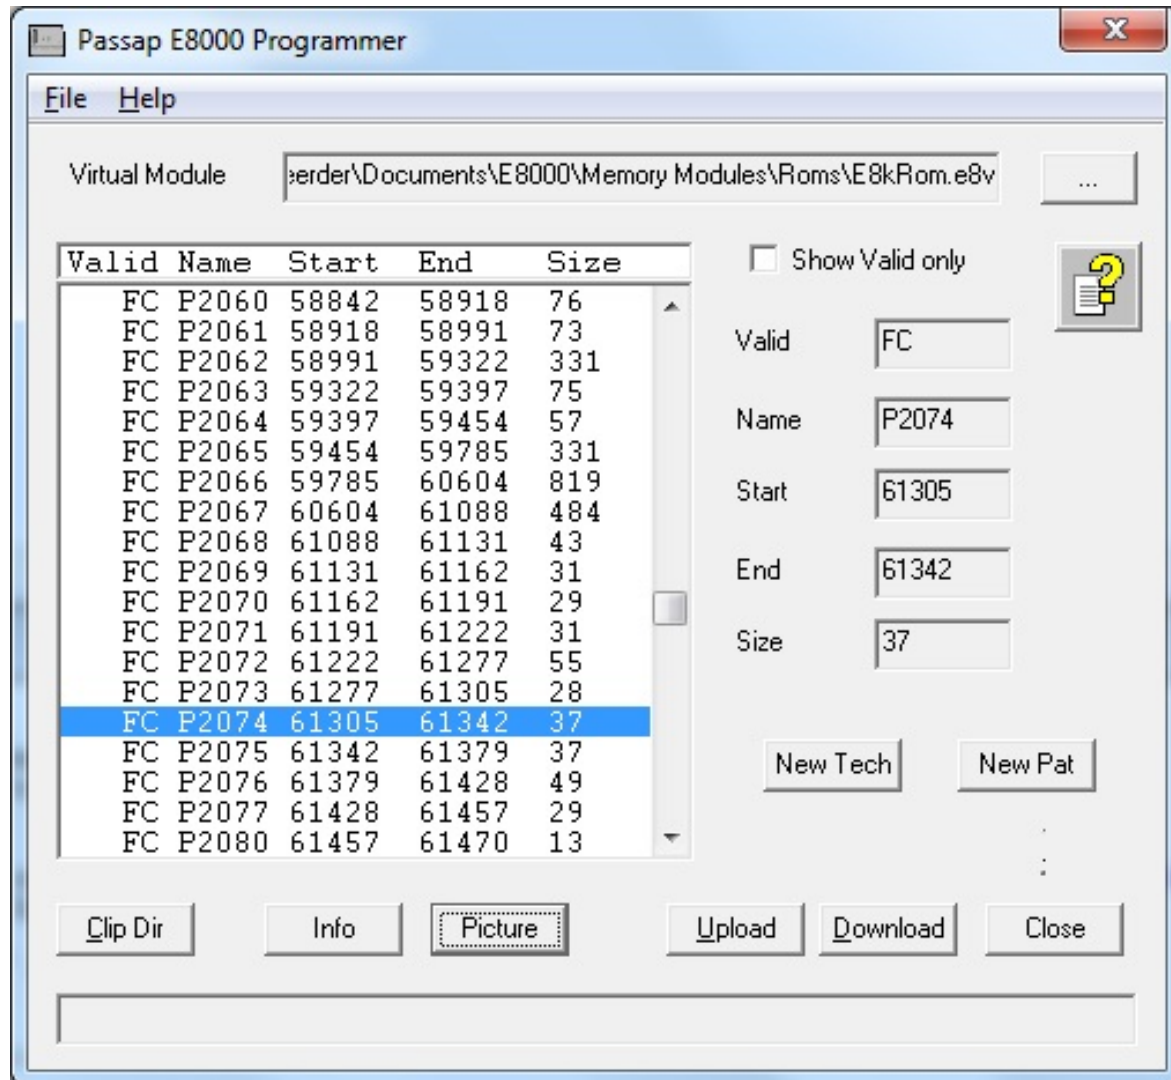 Passap E8000 Programmer
File Help
Virtual Module
eerder\Documents\E8000\Memory Modules\Roms\E8kRom.e8v
...
Valid Name Start End Size
FC P2060 58842 58918 76
FC P2061 58918 58991 73
FC P2062 58991 59322 331
FC P2063 59322 59397 75
FC P2064 59397 59454 57
FC P2065 59454 59785 331
FC P2066 59785 60604 819
FC P2067 60604 61088 484
FC P2068 61088 61131 43
FC P2069 61131 61162 31
FC P2070 61162 61191 29
FC P2071 61191 61222 31
FC P2072 61222 61277 55
FC P2073 61277 61305 28
FC P2074 61305 61342 37
FC P2075 61342 61379 37
FC P2076 61379 61428 49
FC P2077 61428 61457 29
FC P2080 61457 61470 13
Show Valid only
Valid FC
Name P2074
Start 61305
End 61342
Size 37
New Tech New Pat
Clip Dir Info Picture Upload Download Close